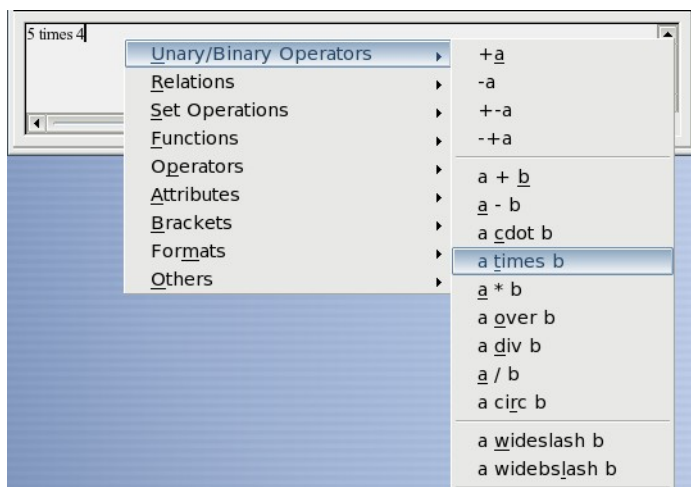 5 times 4
Unary/Binary Operators
Relations
Set Operations
Functions
Operators
Attributes
Brackets
Formats
Others
+a
-a
+-a
-+a
a + b
a - b
a cdot b
a times b
a * b
a over b
a div b
a / b
a circ b
a wideslash b
a widebslash b